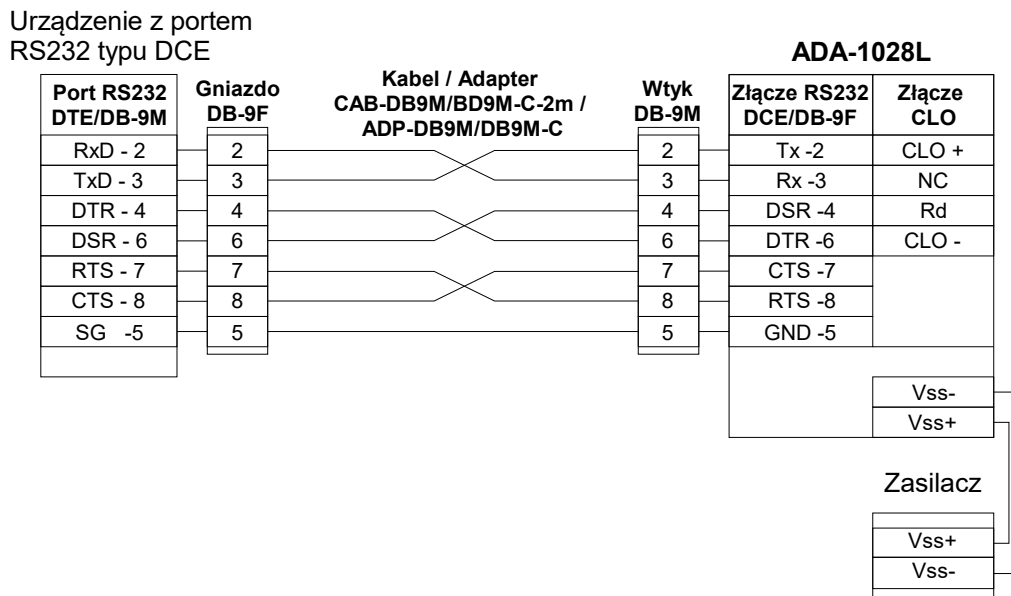 Urządzenie z portem
RS232 typu DCE
ADA-1028L
Port RS232
DTE/DB-9M
Gniazdo
DB-9F
Kabel / Adapter
CAB-DB9M/BD9M-C-2m /
ADP-DB9M/DB9M-C
Wtyk
DB-9M
Złącze RS232
DCE/DB-9F
Złącze
CLO
RxD - 2 2 2 Tx -2 CLO +
TxD - 3 3 3 Rx -3 NC
DTR - 4 4 4 DSR -4 Rd
DSR - 6 6 6 DTR -6 CLO -
RTS - 7 7 7 CTS -7
CTS - 8 8 8 RTS -8
SG -5 5 5 GND -5
Vss-
Vss+
Zasilacz
Vss+
Vss-